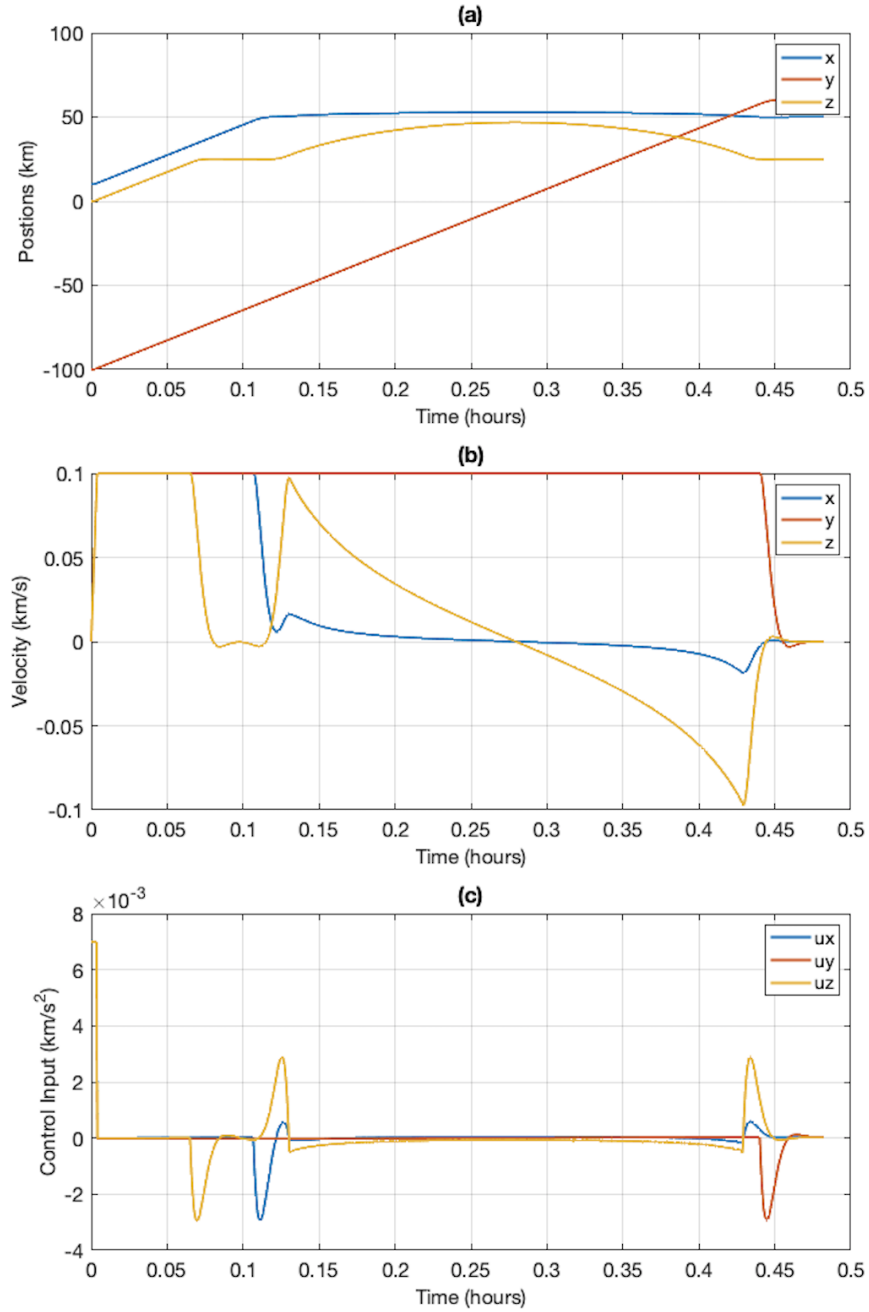 (a)
100
50
0
-50
-100
Postions (km)
x
y
z
0 0.05 0.1 0.15 0.2 0.25 0.3 0.35 0.4 0.45 0.5
Time (hours)
(b)
0.1
0.05
0
-0.05
-0.1
Velocity (km/s)
x
y
z
0 0.05 0.1 0.15 0.2 0.25 0.3 0.35 0.4 0.45 0.5
Time (hours)
(c)
×10⁻³
8
6
4
2
0
-2
-4
Control Input (km/s²)
ux
uy
uz
0 0.05 0.1 0.15 0.2 0.25 0.3 0.35 0.4 0.45 0.5
Time (hours)